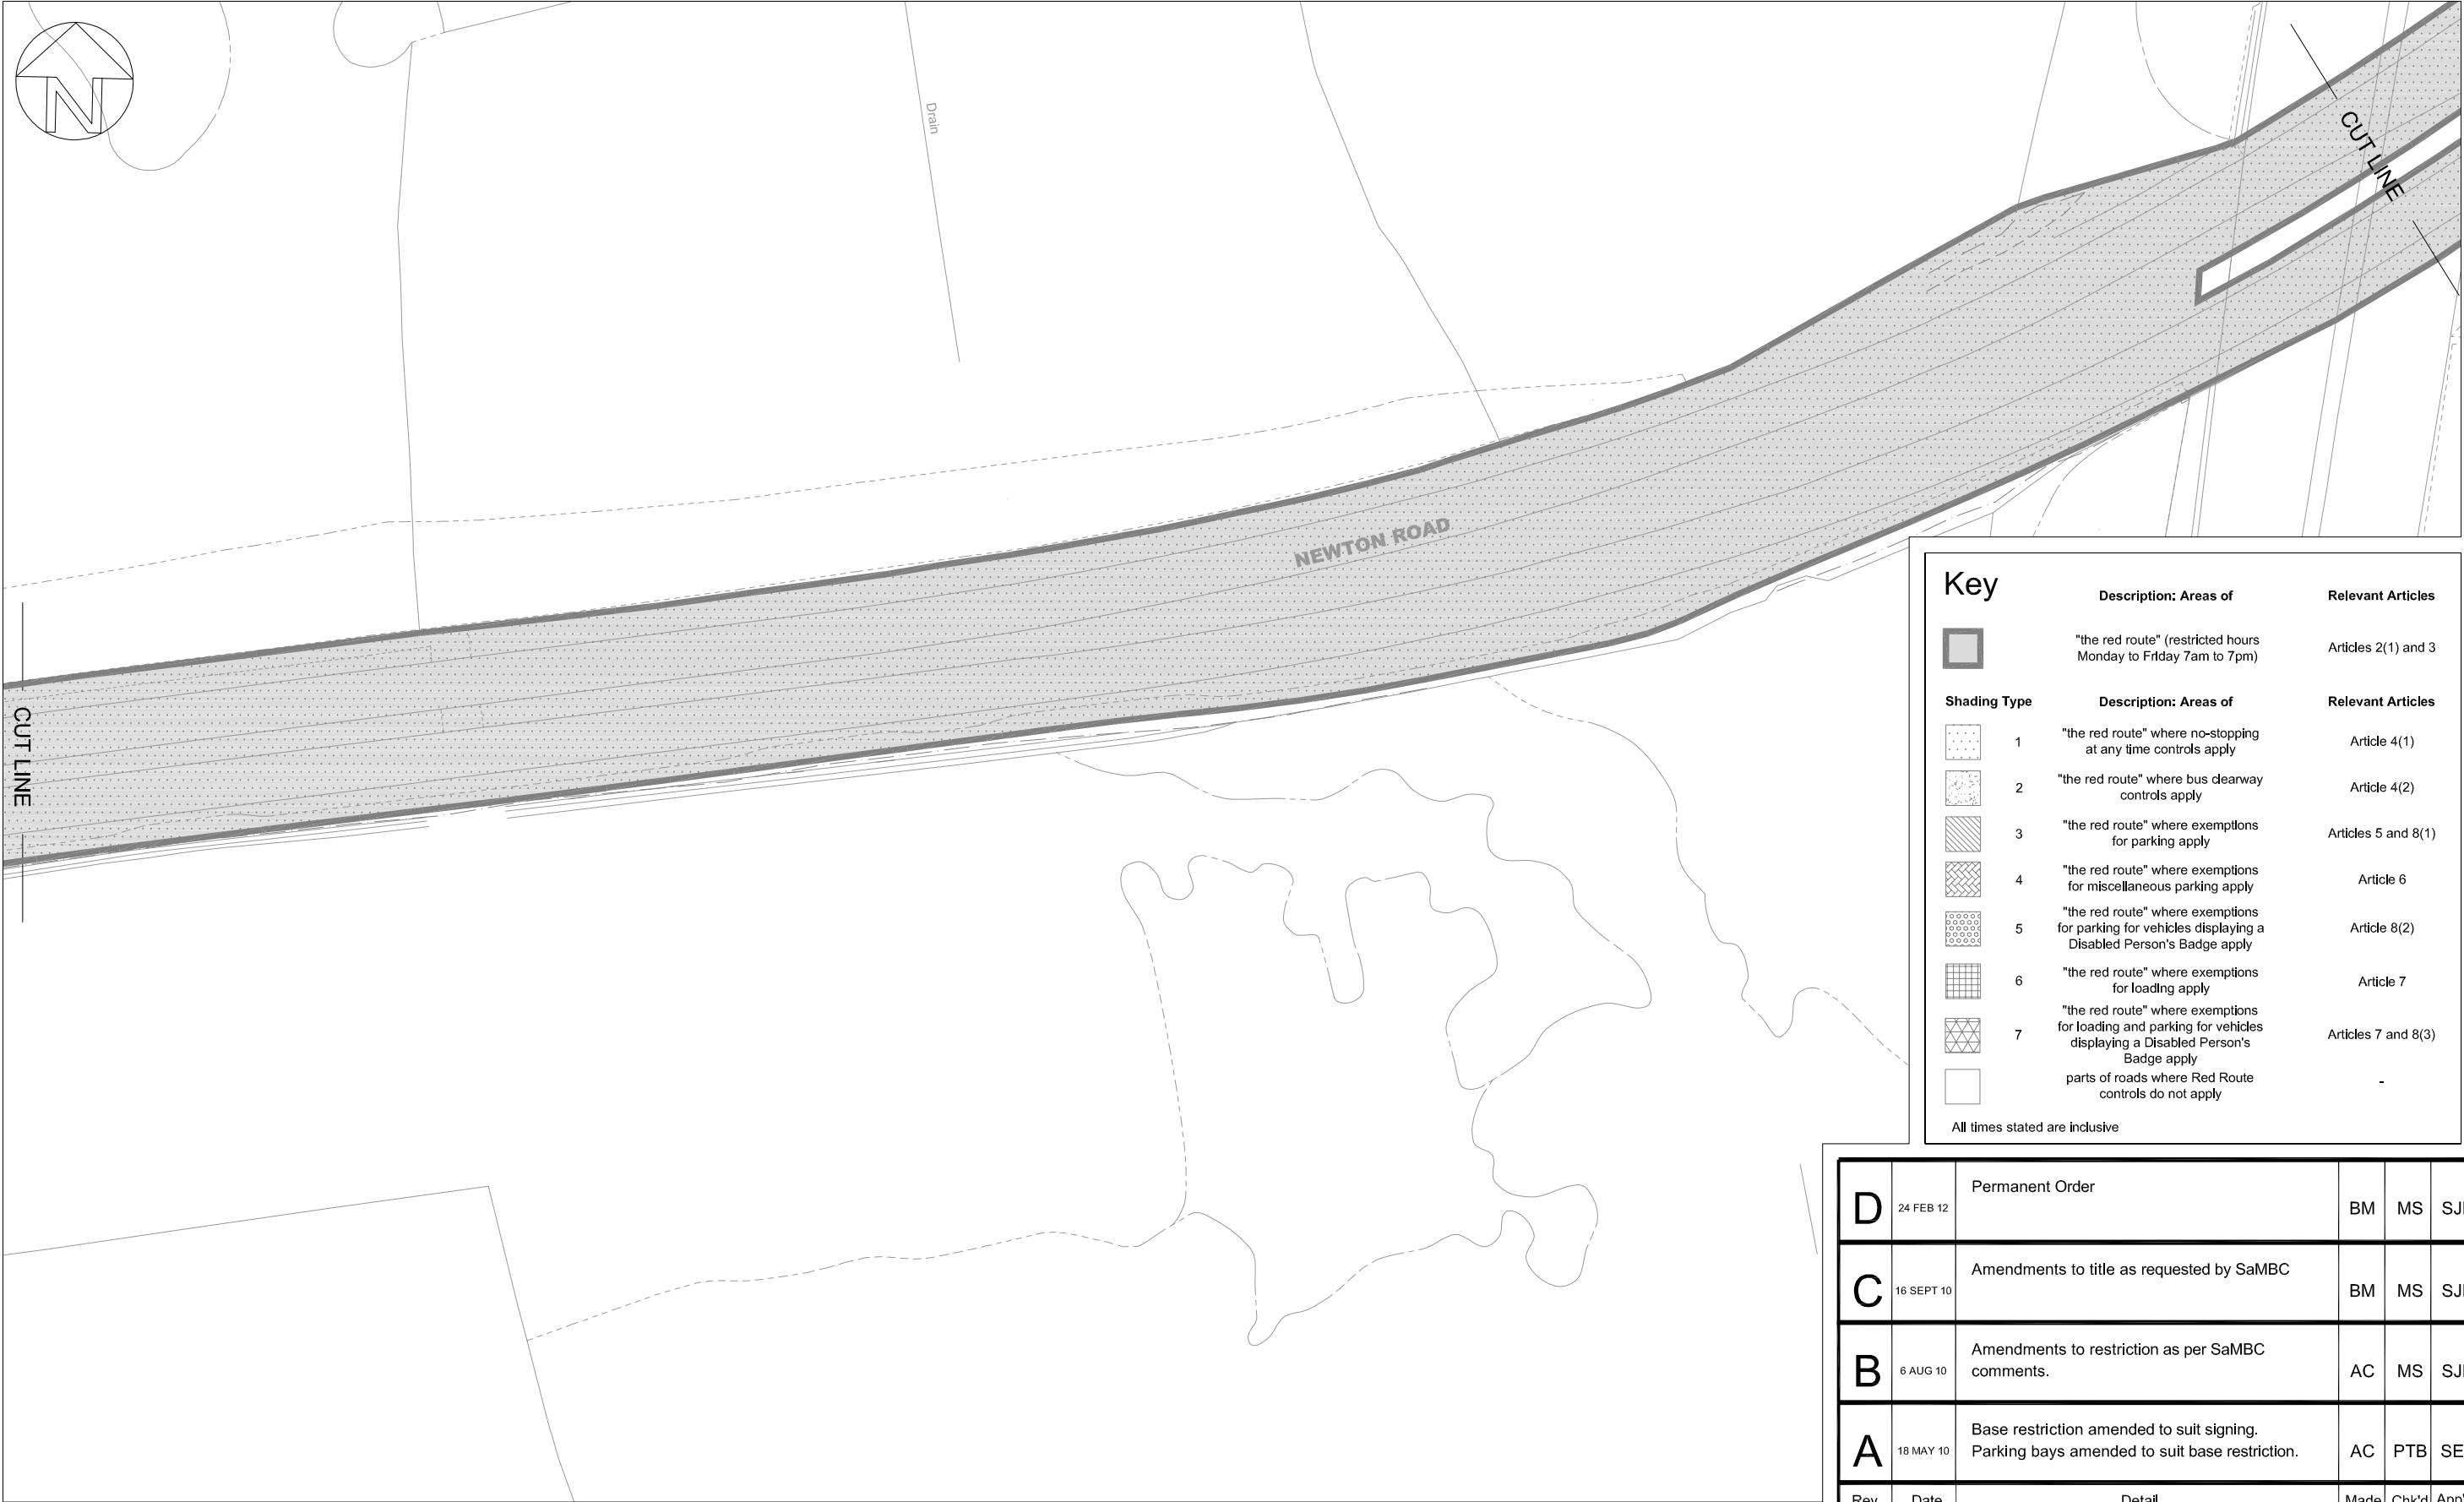 N
Drain
CUT LINE
NEWTON ROAD
CUT LINE
Key
Description: Areas of
Relevant Articles
"the red route" (restricted hours
Monday to Friday 7am to 7pm)
Articles 2(1) and 3
Shading Type
Description: Areas of
Relevant Articles
1
"the red route" where no-stopping
at any time controls apply
Article 4(1)
2
"the red route" where bus clearway
controls apply
Article 4(2)
3
"the red route" where exemptions
for parking apply
Articles 5 and 8(1)
4
"the red route" where exemptions
for miscellaneous parking apply
Article 6
5
"the red route" where exemptions
for parking for vehicles displaying a
Disabled Person's Badge apply
Article 8(2)
6
"the red route" where exemptions
for loading apply
Article 7
7
"the red route" where exemptions
for loading and parking for vehicles
displaying a Disabled Person's
Badge apply
Articles 7 and 8(3)
parts of roads where Red Route
controls do not apply
-
All times stated are inclusive
D
24 FEB 12
Permanent Order
BM
MS
C
16 SEPT 10
Amendments to title as requested by SaMBC
BM
MS
B
6 AUG 10
Amendments to restriction as per SaMBC
comments.
AC
MS
A
18 MAY 10
Base restriction amended to suit signing.
Parking bays amended to suit base restriction.
AC
PTB
Rev
Date
Detail
Made
Chk'd